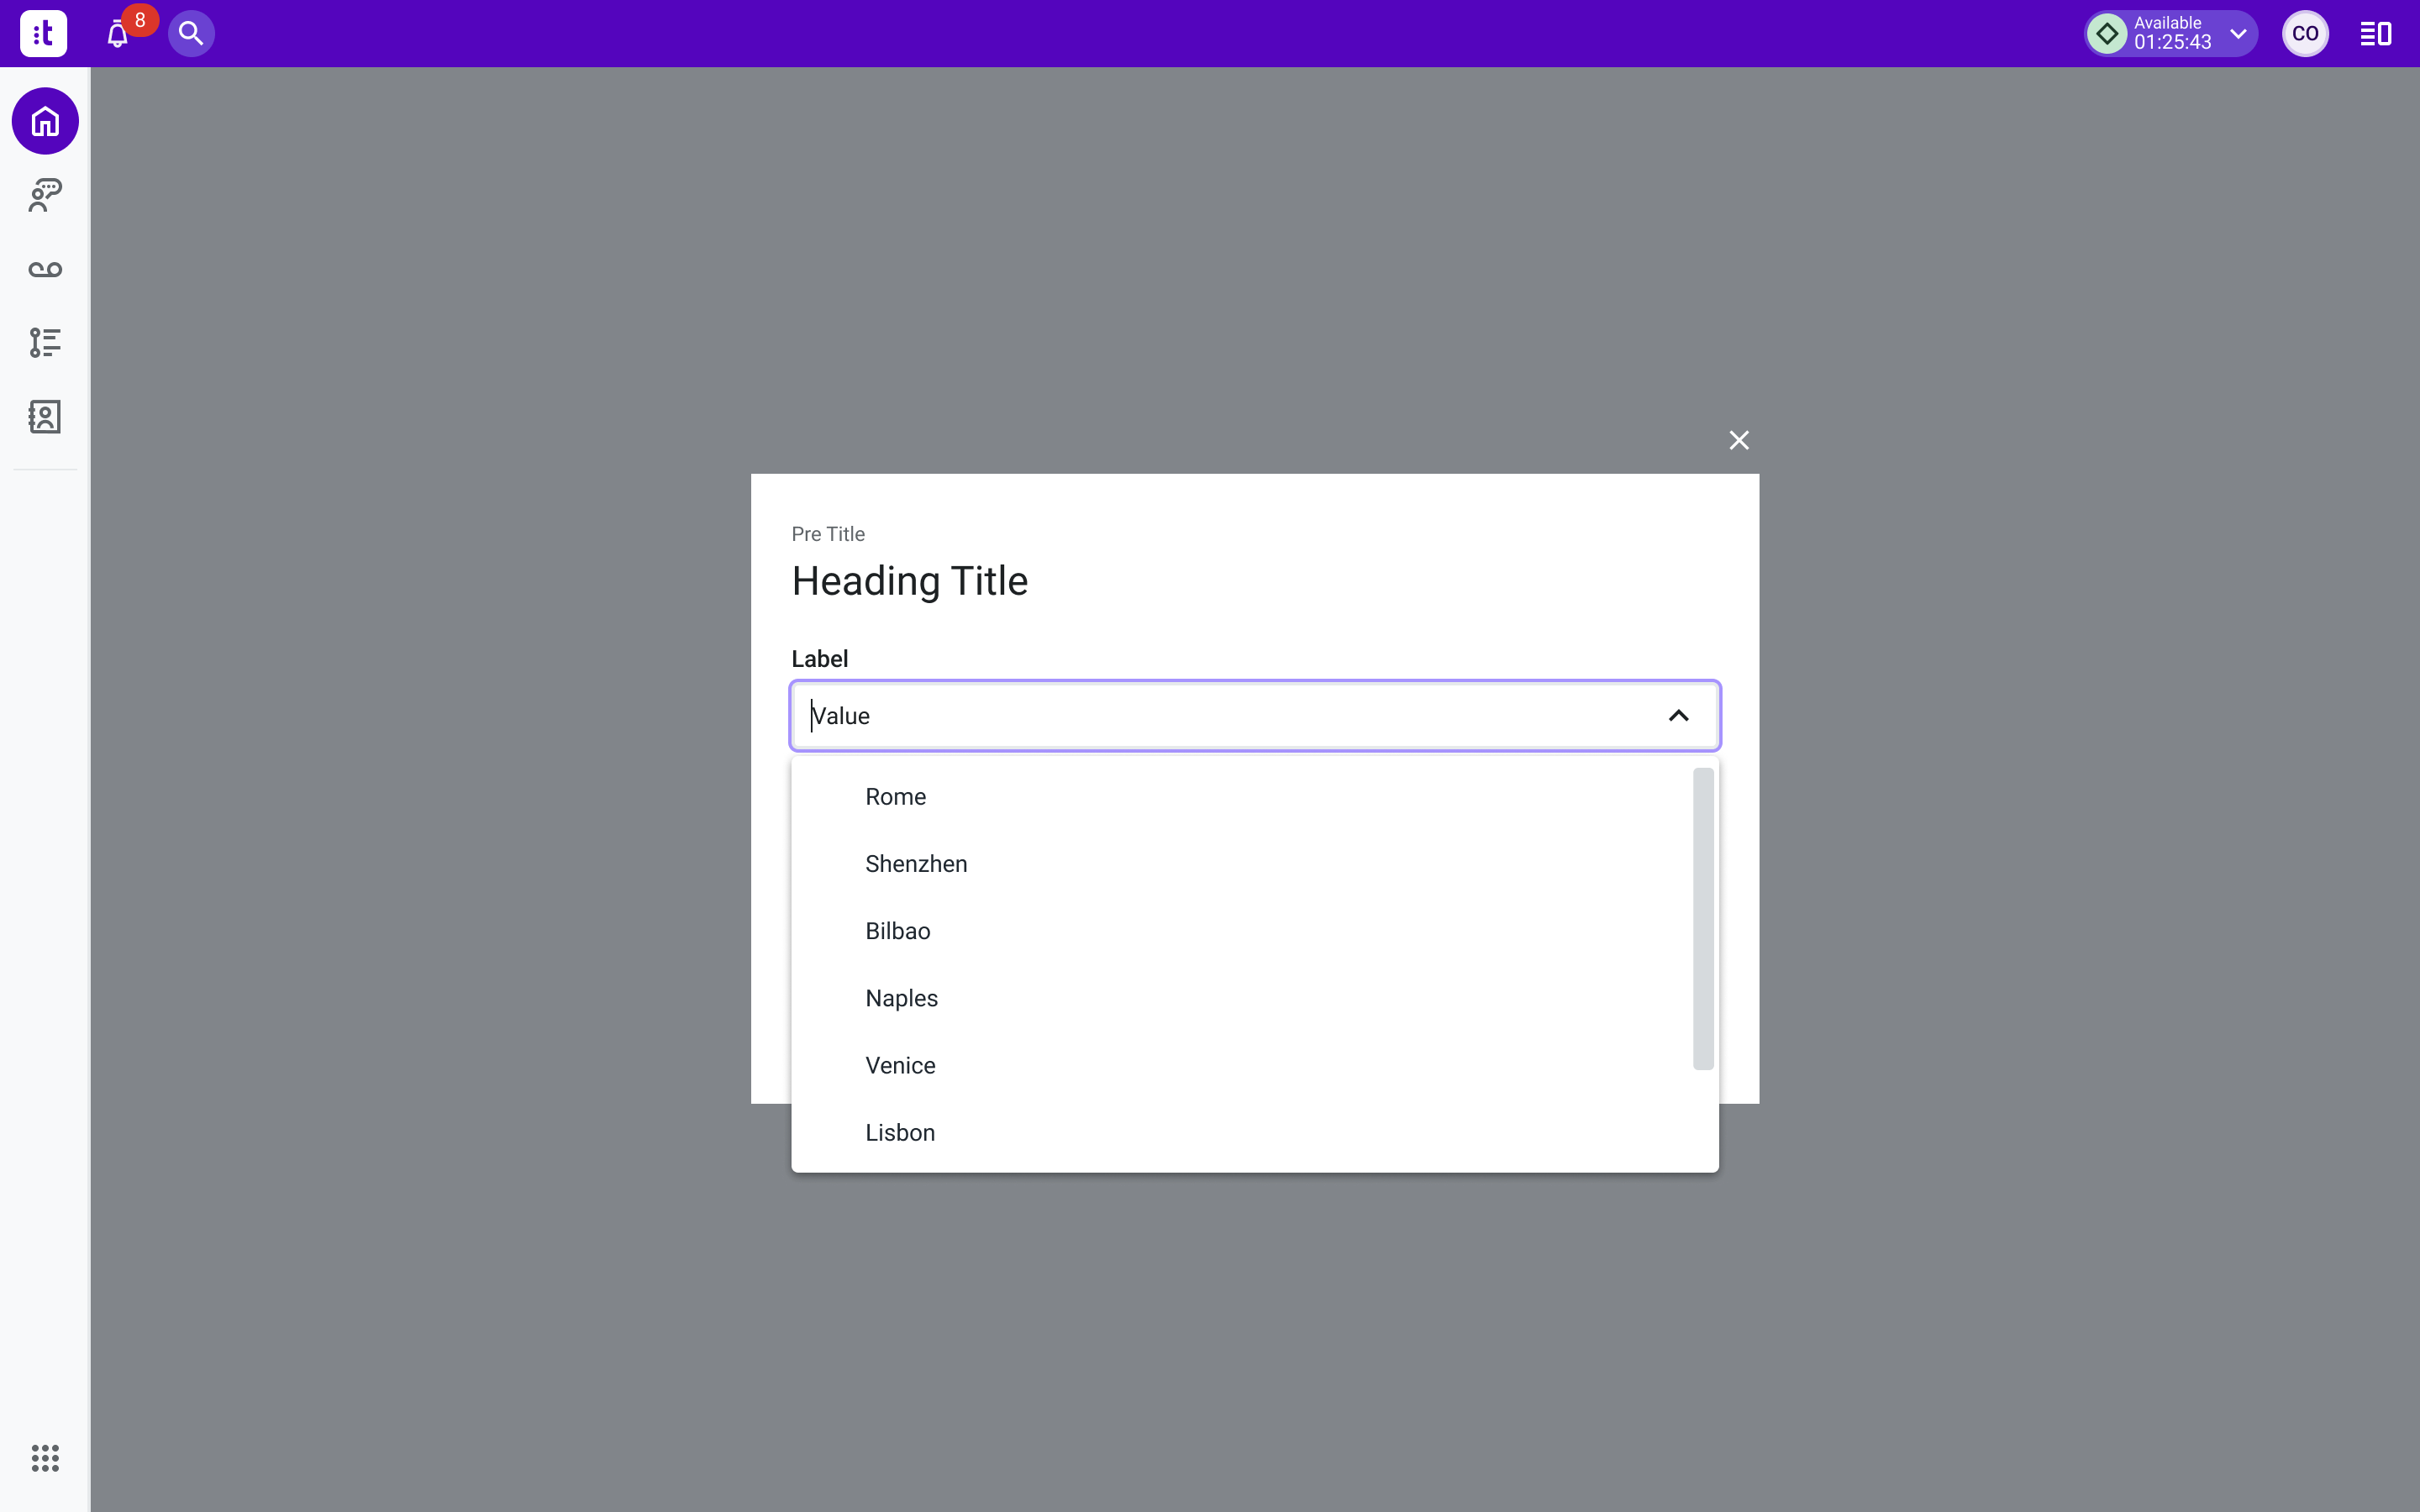 :t
8
Available
01:25:43
CO
Pre Title
Heading Title
Label
Value
Rome
Shenzhen
Bilbao
Naples
Venice
Lisbon